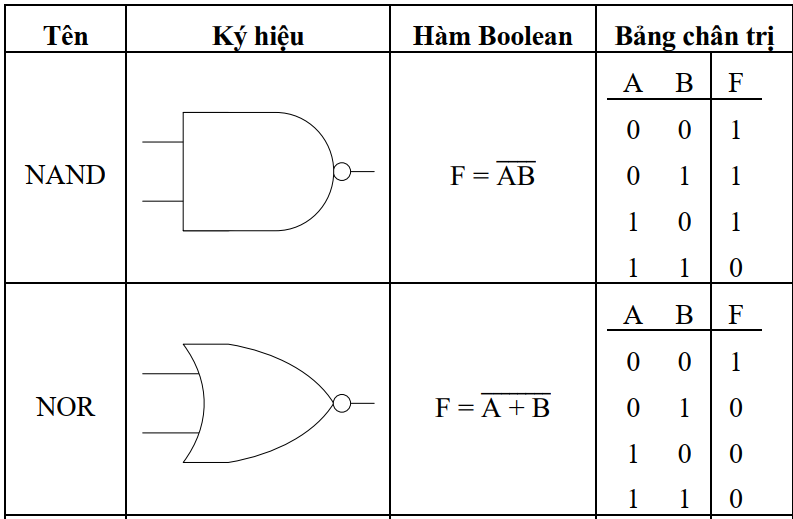 Tên Ký hiệu Hàm Boolean Bảng chân trị
A B F
0 0 1
NAND F = A̅B̅ 0 1 1
1 0 1
1 1 0
A B F
0 0 1
NOR F = A̅ ̅+̅ ̅B̅ 0 1 0
1 0 0
1 1 0